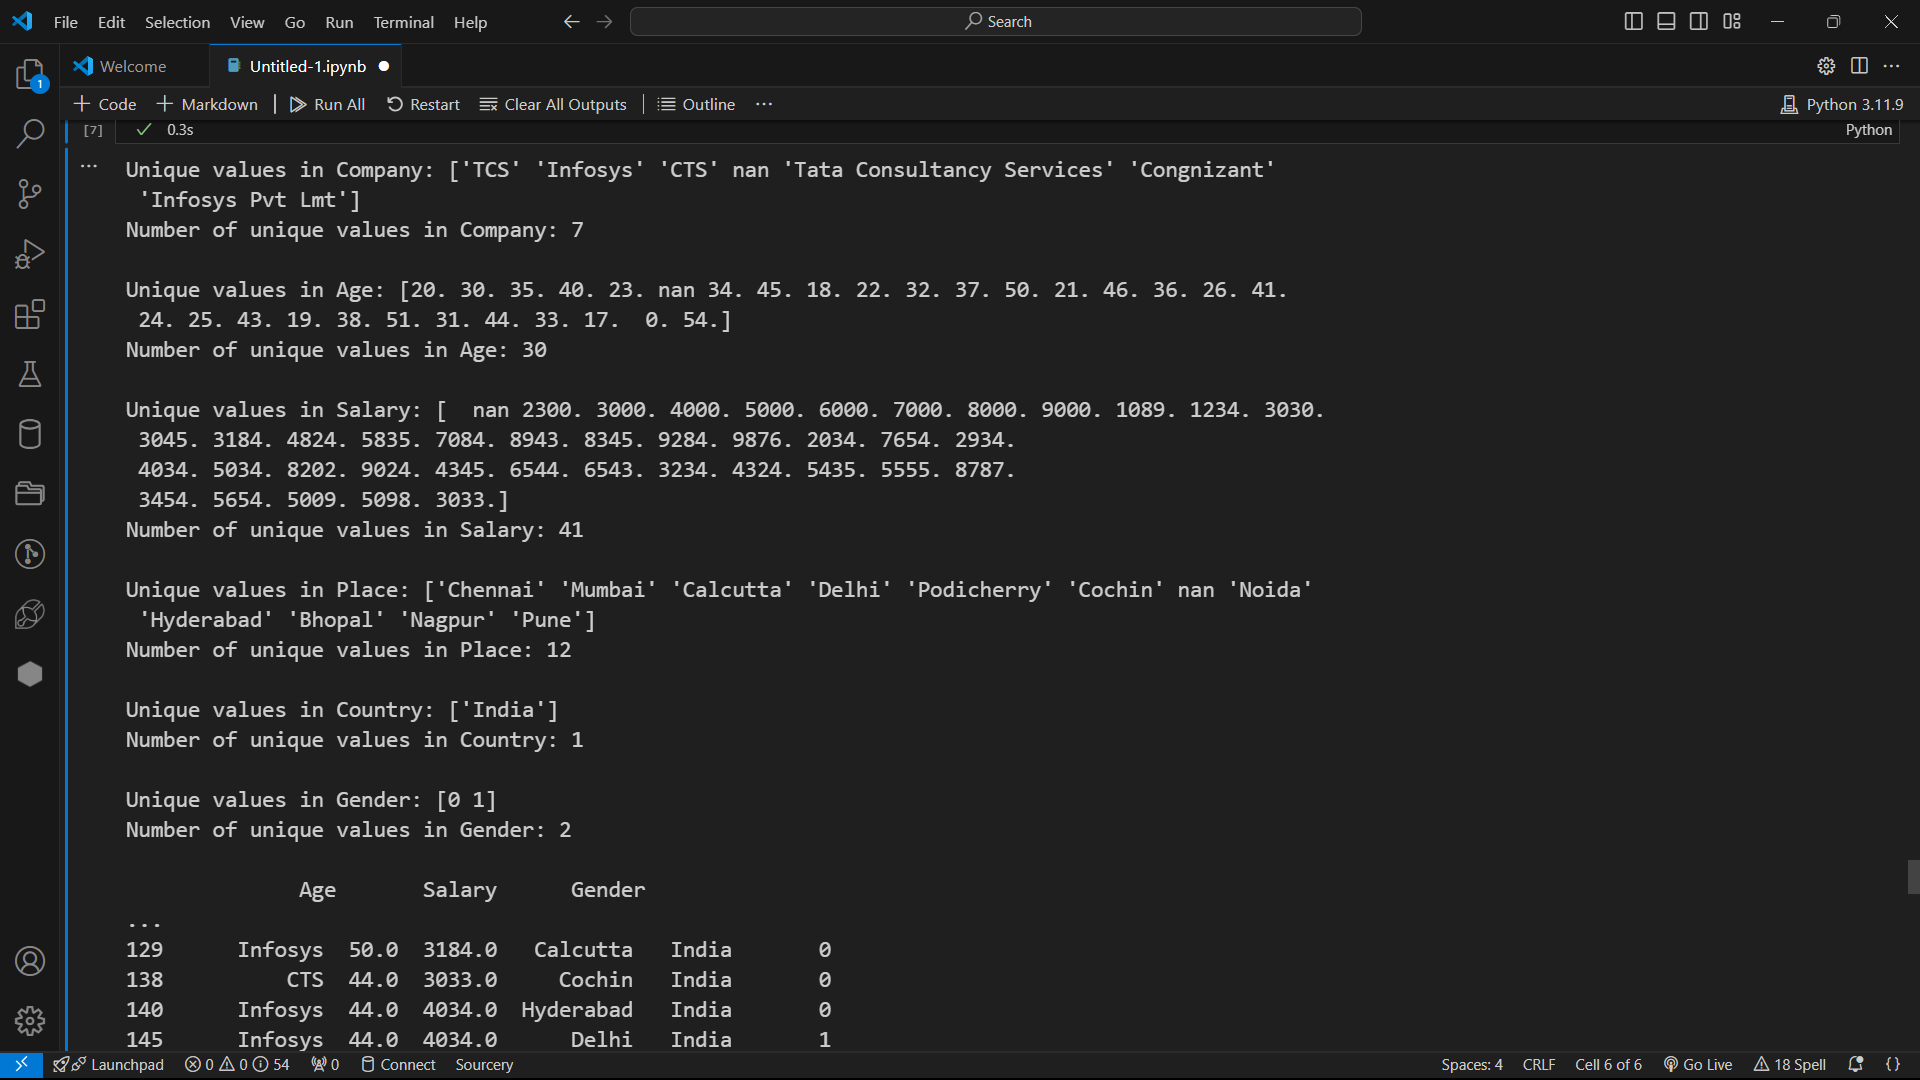 File Edit Selection View Go Run Terminal Help Search
Welcome Untitled-1.ipynb
1
Code Markdown Run All Restart Clear All Outputs Outline ... Python 3.11.9
[7] 0.3s Python
... Unique values in Company: ['TCS' 'Infosys' 'CTS' nan 'Tata Consultancy Services' 'Congnizant'
'Infosys Pvt Lmt']
Number of unique values in Company: 7
Unique values in Age: [20. 30. 35. 40. 23. nan 34. 45. 18. 22. 32. 37. 50. 21. 46. 36. 26. 41.
24. 25. 43. 19. 38. 51. 31. 44. 33. 17.  0. 54.]
Number of unique values in Age: 30
Unique values in Salary: [  nan 2300. 3000. 4000. 5000. 6000. 7000. 8000. 9000. 1089. 1234. 3030.
3045. 3184. 4824. 5835. 7084. 8943. 8345. 9284. 9876. 2034. 7654. 2934.
4034. 5034. 8202. 9024. 4345. 6544. 6543. 3234. 4324. 5435. 5555. 8787.
3454. 5654. 5009. 5098. 3033.]
Number of unique values in Salary: 41
Unique values in Place: ['Chennai' 'Mumbai' 'Calcutta' 'Delhi' 'Podicherry' 'Cochin' nan 'Noida'
'Hyderabad' 'Bhopal' 'Nagpur' 'Pune']
Number of unique values in Place: 12
Unique values in Country: ['India']
Number of unique values in Country: 1
Unique values in Gender: [0 1]
Number of unique values in Gender: 2
Age Salary Gender
...
129 Infosys 50.0 3184.0 Calcutta India 0
138 CTS 44.0 3033.0 Cochin India 0
140 Infosys 44.0 4034.0 Hyderabad India 0
145 Infosys 44.0 4034.0 Delhi India 1
Launchpad 0 0 54 0 Connect Sourcery Spaces: 4 CRLF Cell 6 of 6 Go Live 18 Spell {}